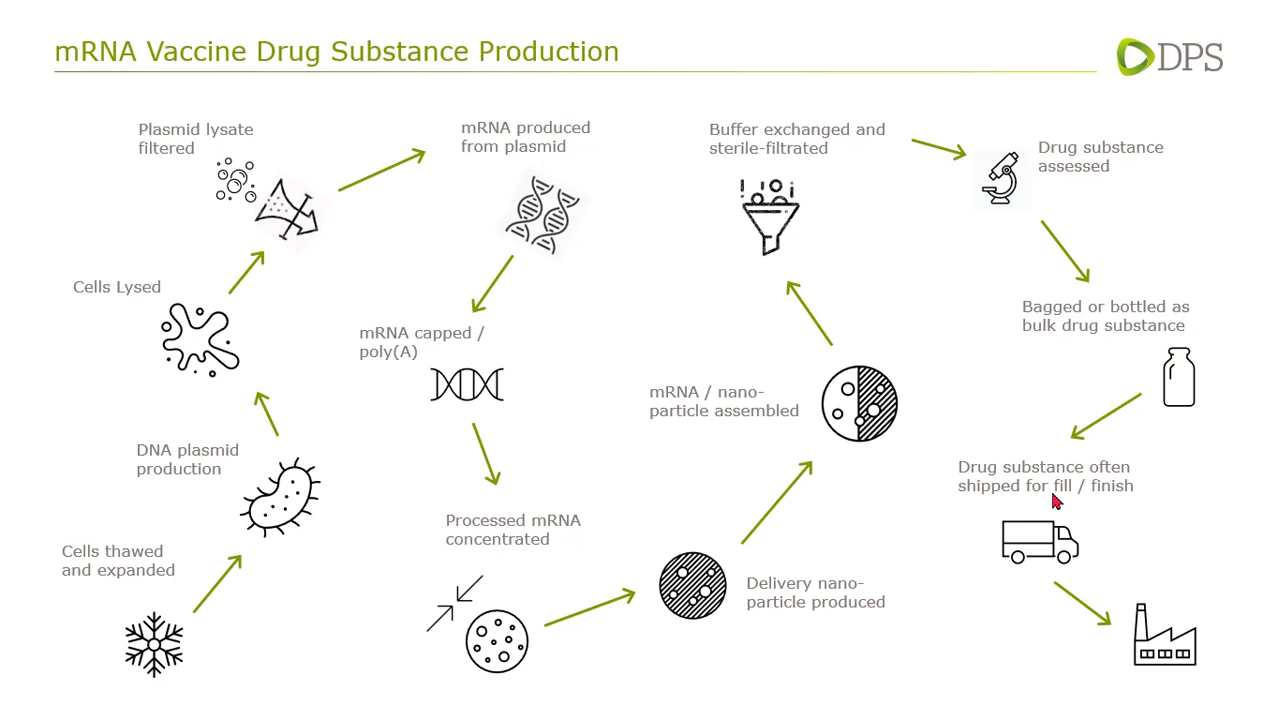 mRNA Vaccine Drug Substance Production
DPS
Cells thawed
and expanded
DNA plasmid
production
Cells Lysed
Plasmid lysate
filtered
mRNA produced
from plasmid
mRNA capped /
poly(A)
Processed mRNA
concentrated
Delivery nano-
particle produced
mRNA / nano-
particle assembled
Buffer exchanged and
sterile-filtrated
Drug substance
assessed
Bagged or bottled as
bulk drug substance
Drug substance often
shipped for fill / finish